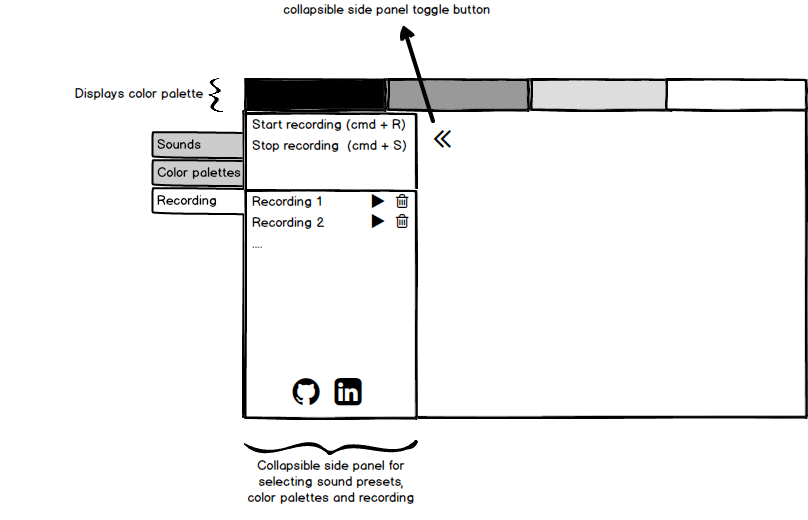 collapsible side panel toggle button
Displays color palette
Start recording (cmd + R)
Stop recording (cmd + S)
Sounds
Color palettes
Recording
Recording 1
Recording 2
....
in
Collapsible side panel for
selecting sound presets,
color palettes and recording